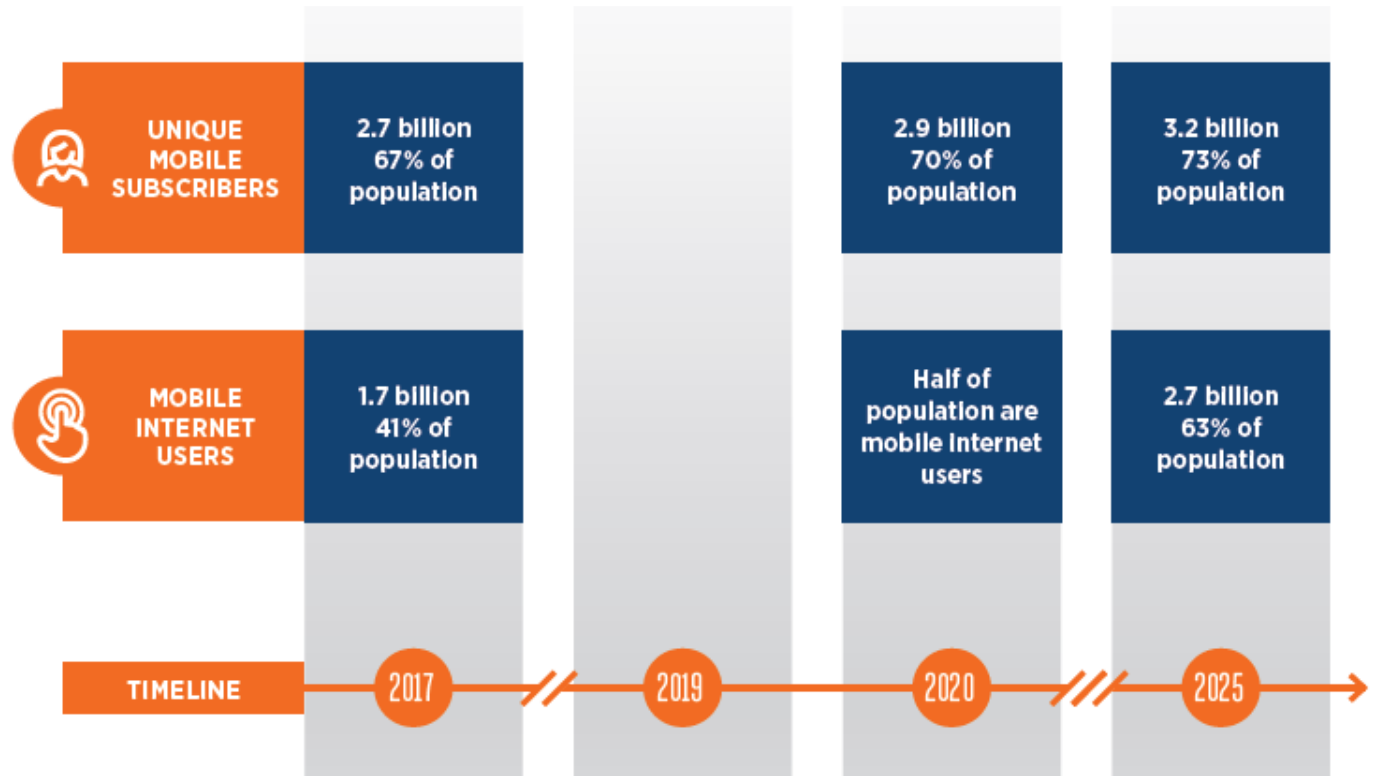 UNIQUE
MOBILE
SUBSCRIBERS
2.7 billion
67% of
population
2.9 billion
70% of
population
3.2 billion
73% of
population
MOBILE
INTERNET
USERS
1.7 billion
41% of
population
Half of
population are
mobile internet
users
2.7 billion
63% of
population
TIMELINE
2017
2019
2020
2025